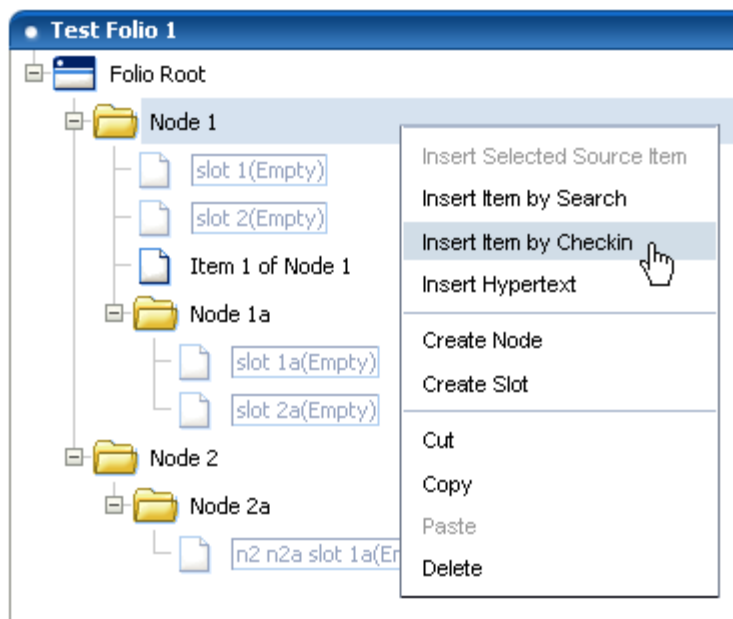 Test Folio 1
Folio Root
Node 1
slot 1(Empty)
slot 2(Empty)
Item 1 of Node 1
Node 1a
slot 1a(Empty)
slot 2a(Empty)
Node 2
Node 2a
n2 n2a slot 1a(Em
Insert Selected Source Item
Insert Item by Search
Insert Item by Checkin
Insert Hypertext
Create Node
Create Slot
Cut
Copy
Paste
Delete